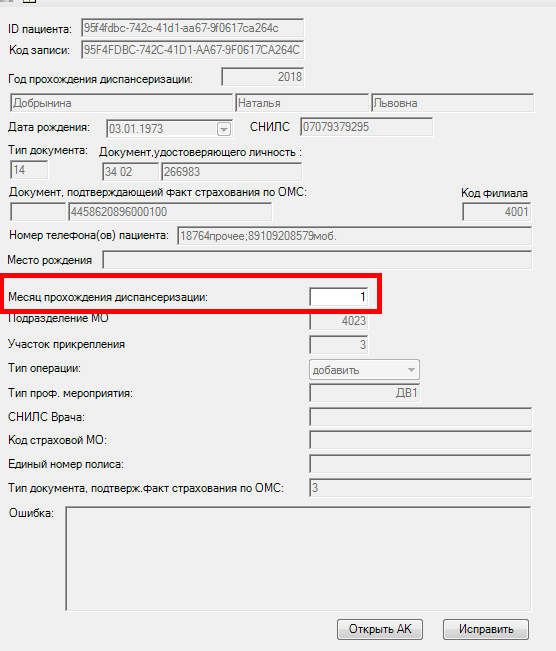 ID пациента: 95f4fdbc-742c-41d1-aa67-9f0617ca264c
Код записи: 95F4FDBC-742C-41D1-AA67-9F0617CA264C
Год прохождения диспансеризации: 2018
Добрынина Наталья Львовна
Дата рождения: 03.01.1973 СНИЛС 07079379295
Тип документа: Документ,удостоверяющего личность :
14 34 02 266983
Документ, подтверждающеий факт страхования по ОМС: Код филиала
4458620896000100 4001
Номер телефона(ов) пациента: 18764прочее;89109208579моб.
Место рождения
Месяц прохождения диспансеризации: 1
Подразделение МО 4023
Участок прикрепления 3
Тип операции: добавить
Тип проф. мероприятия: ДВ1
СНИЛС Врача:
Код страховой МО:
Единый номер полиса:
Тип документа, подтверж.факт страхования по ОМС: 3
Ошибка:
Открыть АК Исправить